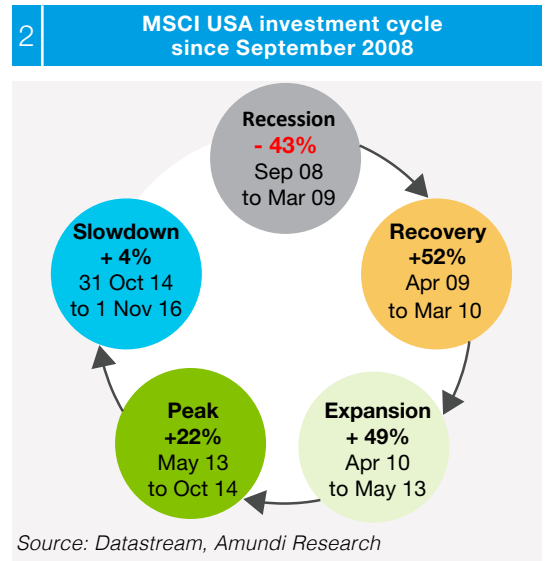 2
MSCI USA investment cycle
since September 2008
Recession
- 43%
Sep 08
to Mar 09
Recovery
+52%
Apr 09
to Mar 10
Expansion
+ 49%
Apr 10
to May 13
Peak
+22%
May 13
to Oct 14
Slowdown
+ 4%
31 Oct 14
to 1 Nov 16
Source: Datastream, Amundi Research